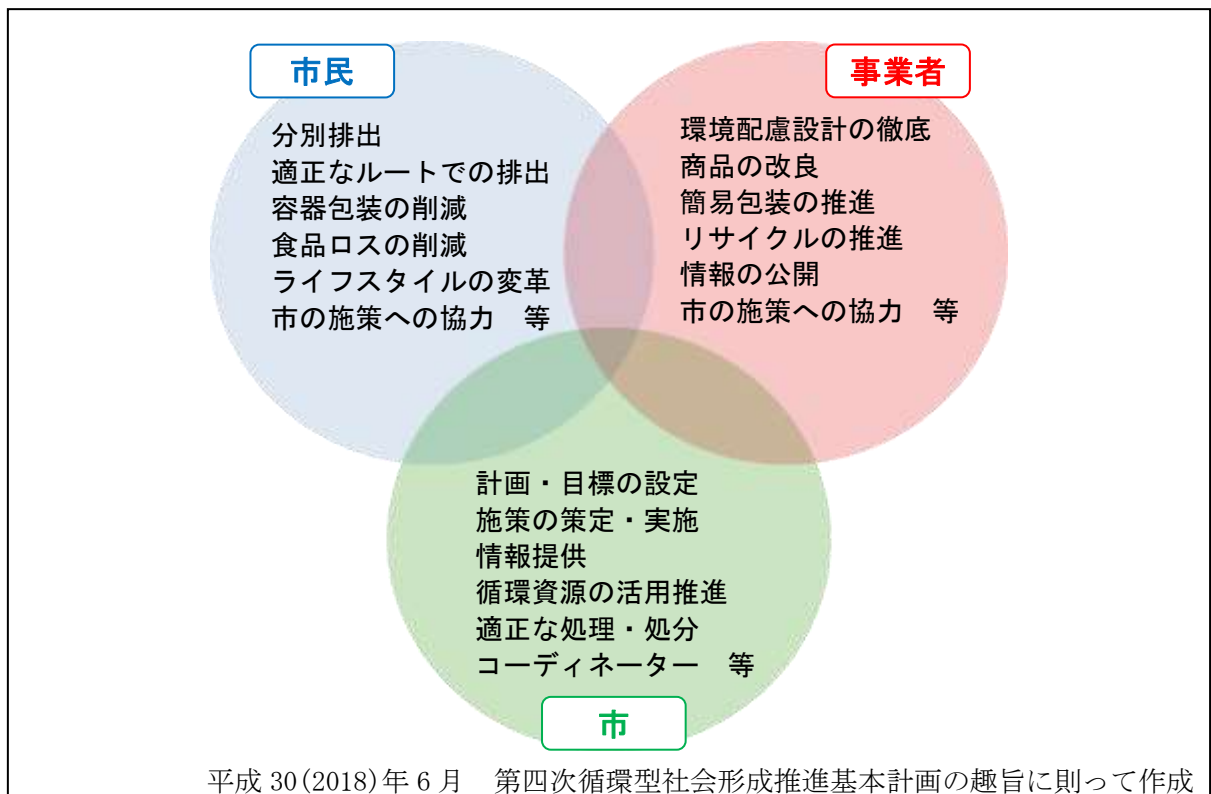 市民
分別排出
適正なルートでの排出
容器包装の削減
食品ロスの削減
ライフスタイルの変革
市の施策への協力　等
事業者
環境配慮設計の徹底
商品の改良
簡易包装の推進
リサイクルの推進
情報の公開
市の施策への協力　等
計画・目標の設定
施策の策定・実施
情報提供
循環資源の活用推進
適正な処理・処分
コーディネーター　等
市
平成 30(2018)年 6 月　第四次循環型社会形成推進基本計画の趣旨に則って作成